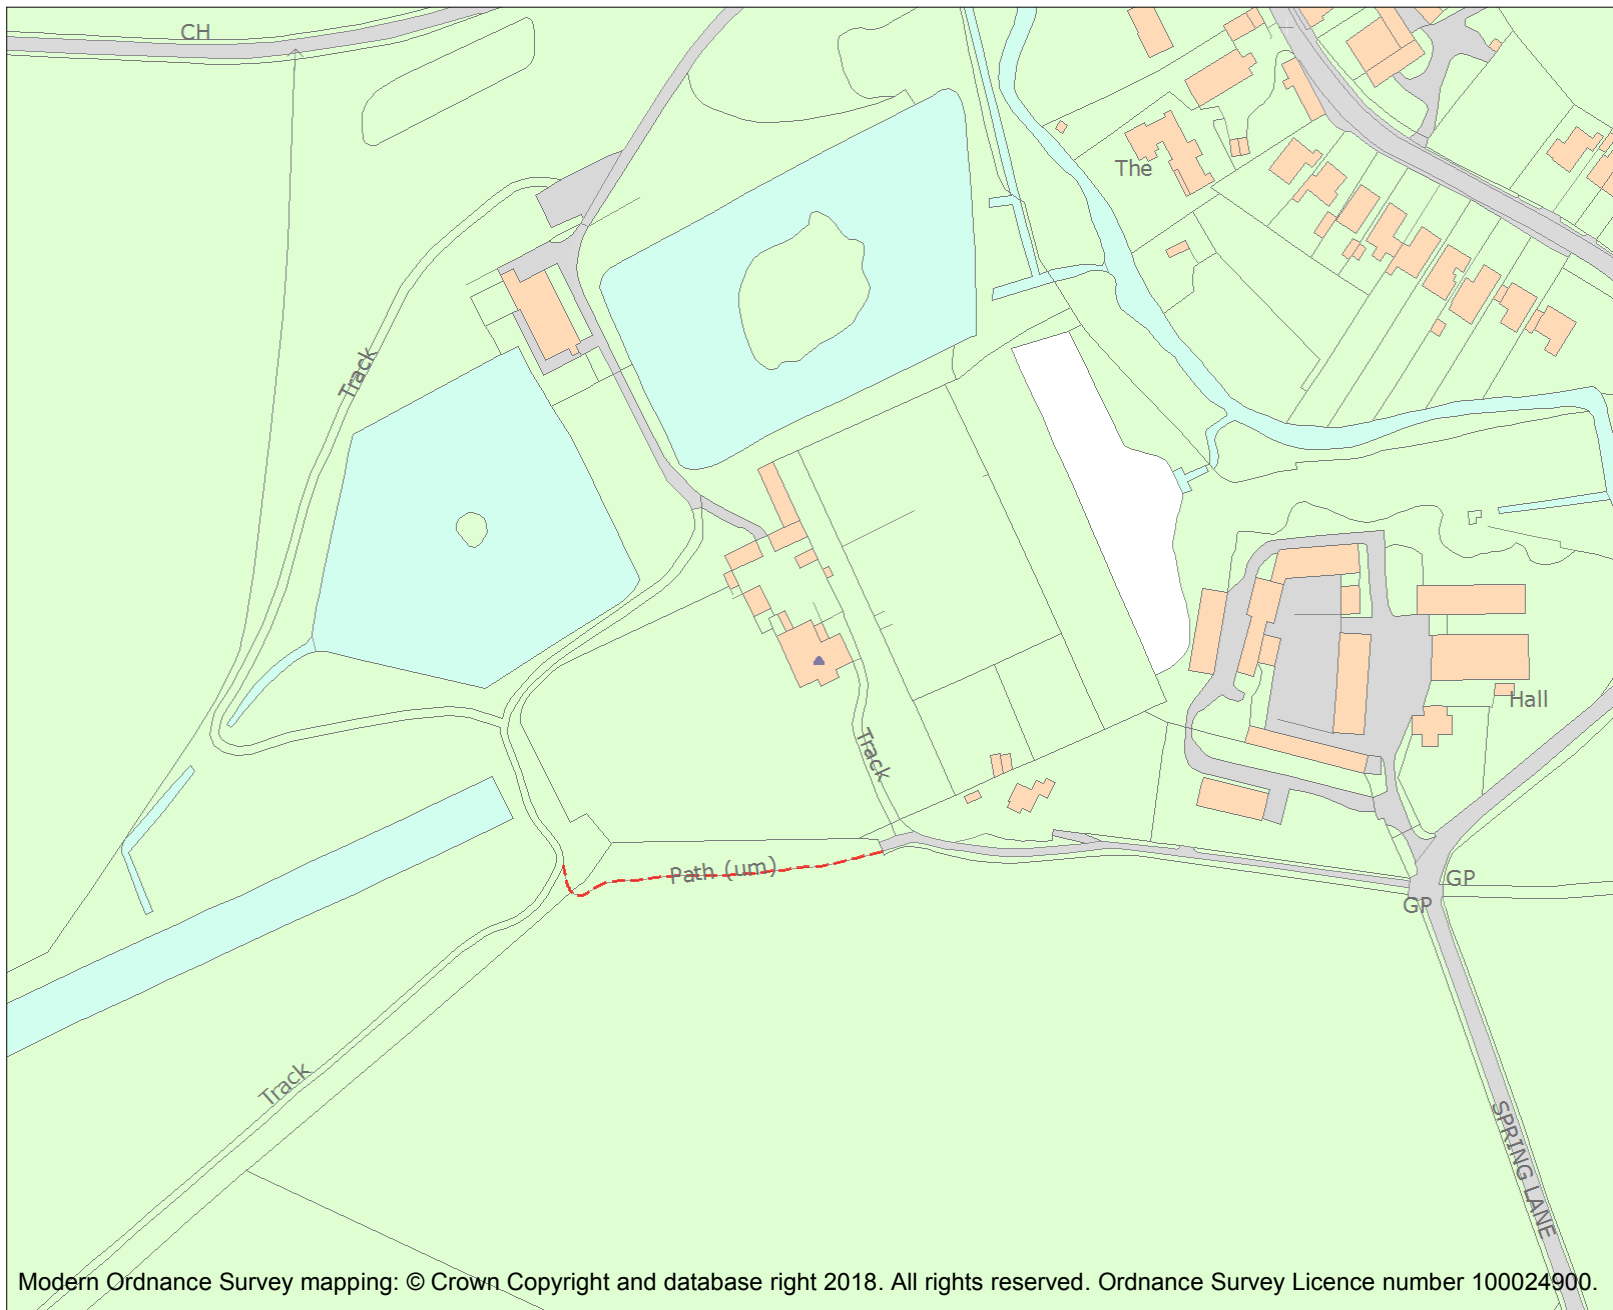 CH
The
Track
Hall
Track
Path (um)
GP
GP
Track
SPRING LANE
Modern Ordnance Survey mapping: © Crown Copyright and database right 2018. All rights reserved. Ordnance Survey Licence number 100024900.